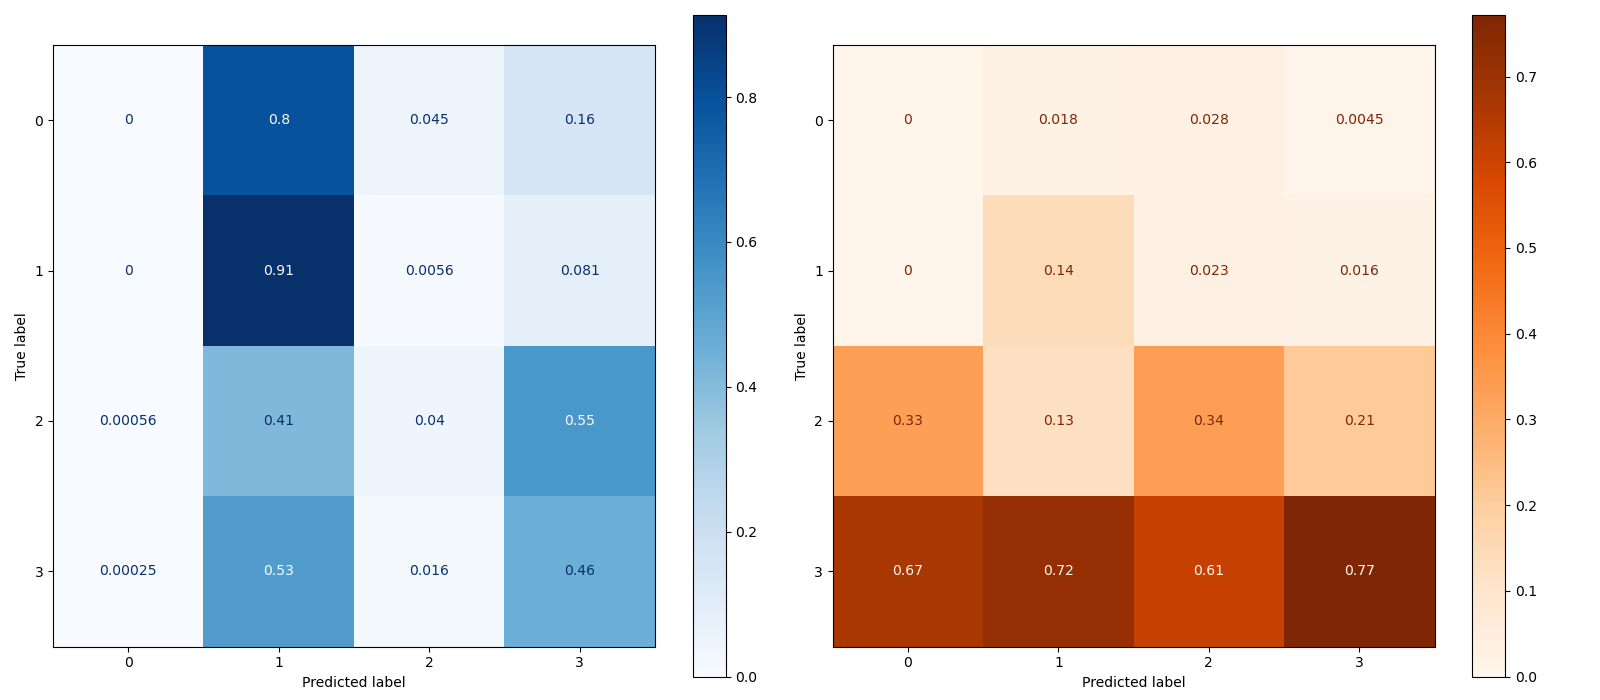 0 0 0.8 0.045 0.16
1 0 0.91 0.0056 0.081
2 0.00056 0.41 0.04 0.55
3 0.00025 0.53 0.016 0.46
0 1 2 3
Predicted label
True label
0.8
0.6
0.4
0.2
0.0
0 0 0.018 0.028 0.0045
1 0 0.14 0.023 0.016
2 0.33 0.13 0.34 0.21
3 0.67 0.72 0.61 0.77
0 1 2 3
Predicted label
True label
0.7
0.6
0.5
0.4
0.3
0.2
0.1
0.0